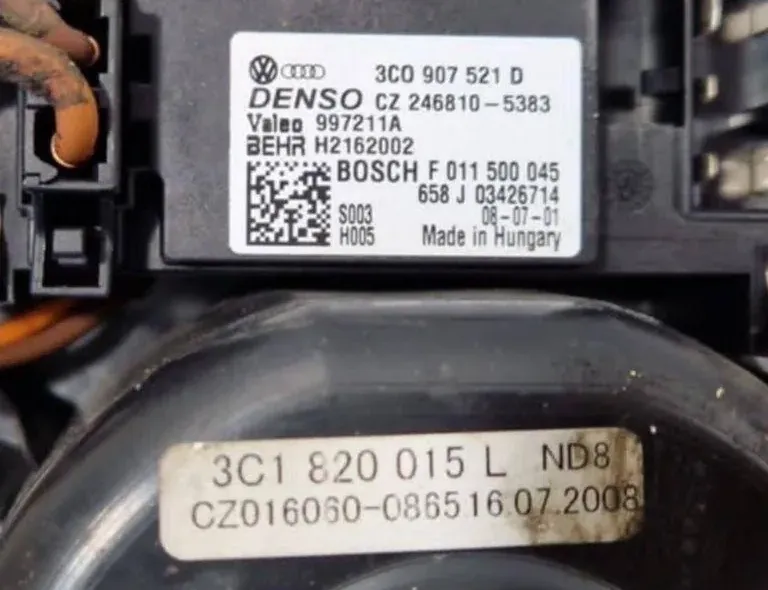 3C0 907 521 D
DENSO CZ 246810-5383
Valeo 997211A
BEHR H2162002
BOSCH F 011 500 045
658 J 03426714
S003 08-07-01
H005 Made in Hungary
3C1 820 015 L ND8
CZ016060-0865 16.07.2008